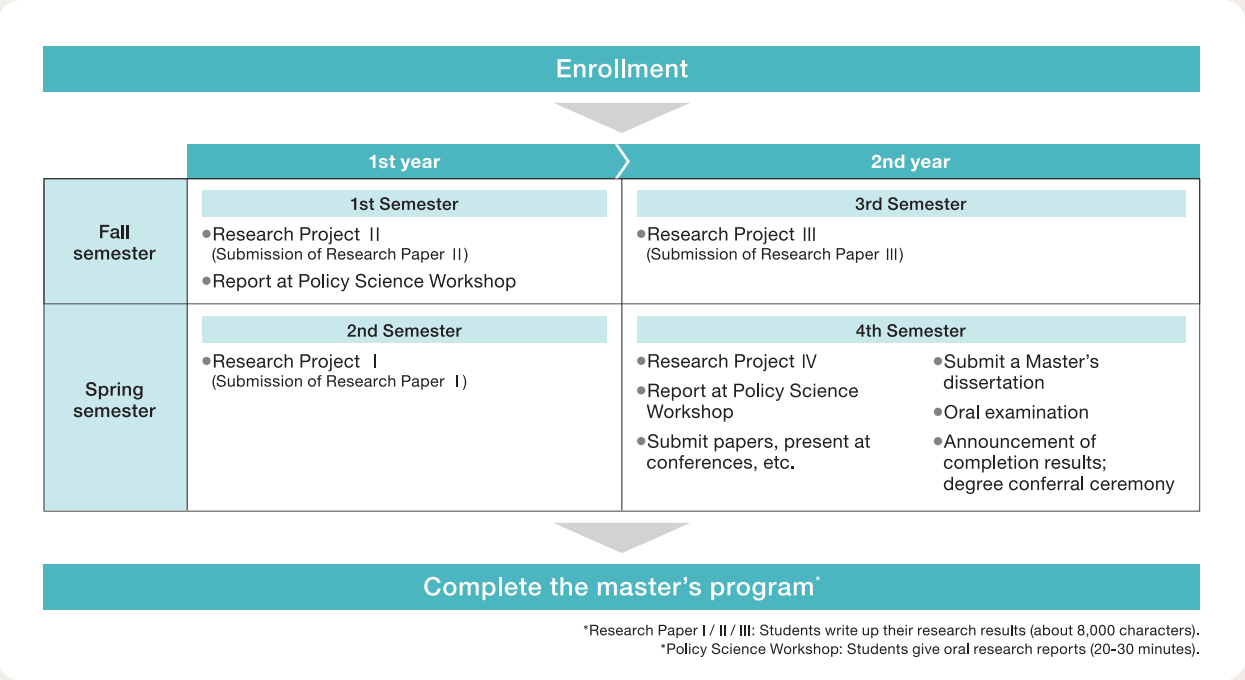 Enrollment
1st year
2nd year
Fall
semester
1st Semester
●Research Project II
(Submission of Research Paper II)
●Report at Policy Science Workshop
3rd Semester
●Research Project III
(Submission of Research Paper III)
Spring
semester
2nd Semester
●Research Project I
(Submission of Research Paper I)
4th Semester
●Research Project IV
●Report at Policy Science
Workshop
●Submit papers, present at
conferences, etc.
●Submit a Master's
dissertation
●Oral examination
●Announcement of
completion results;
degree conferral ceremony
Complete the master's program*
*Research Paper I / II / III: Students write up their research results (about 8,000 characters).
*Policy Science Workshop: Students give oral research reports (20-30 minutes).